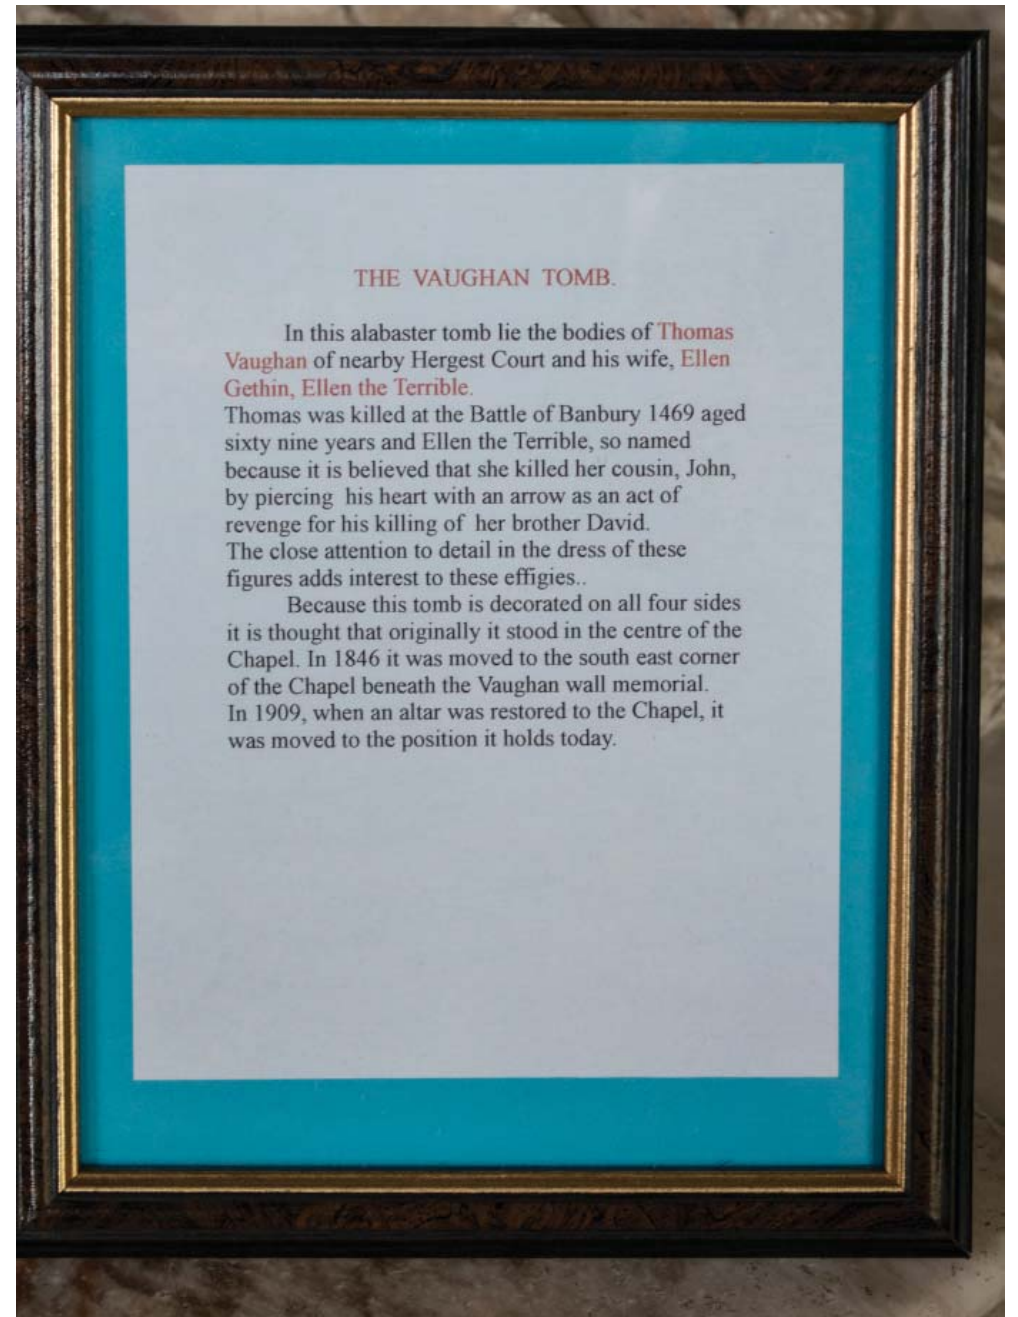 THE VAUGHAN TOMB.
In this alabaster tomb lie the bodies of Thomas
Vaughan of nearby Hergest Court and his wife, Ellen
Gethin, Ellen the Terrible.
Thomas was killed at the Battle of Banbury 1469 aged
sixty nine years and Ellen the Terrible, so named
because it is believed that she killed her cousin, John,
by piercing his heart with an arrow as an act of
revenge for his killing of her brother David.
The close attention to detail in the dress of these
figures adds interest to these effigies..
Because this tomb is decorated on all four sides
it is thought that originally it stood in the centre of the
Chapel. In 1846 it was moved to the south east corner
of the Chapel beneath the Vaughan wall memorial.
In 1909, when an altar was restored to the Chapel, it
was moved to the position it holds today.